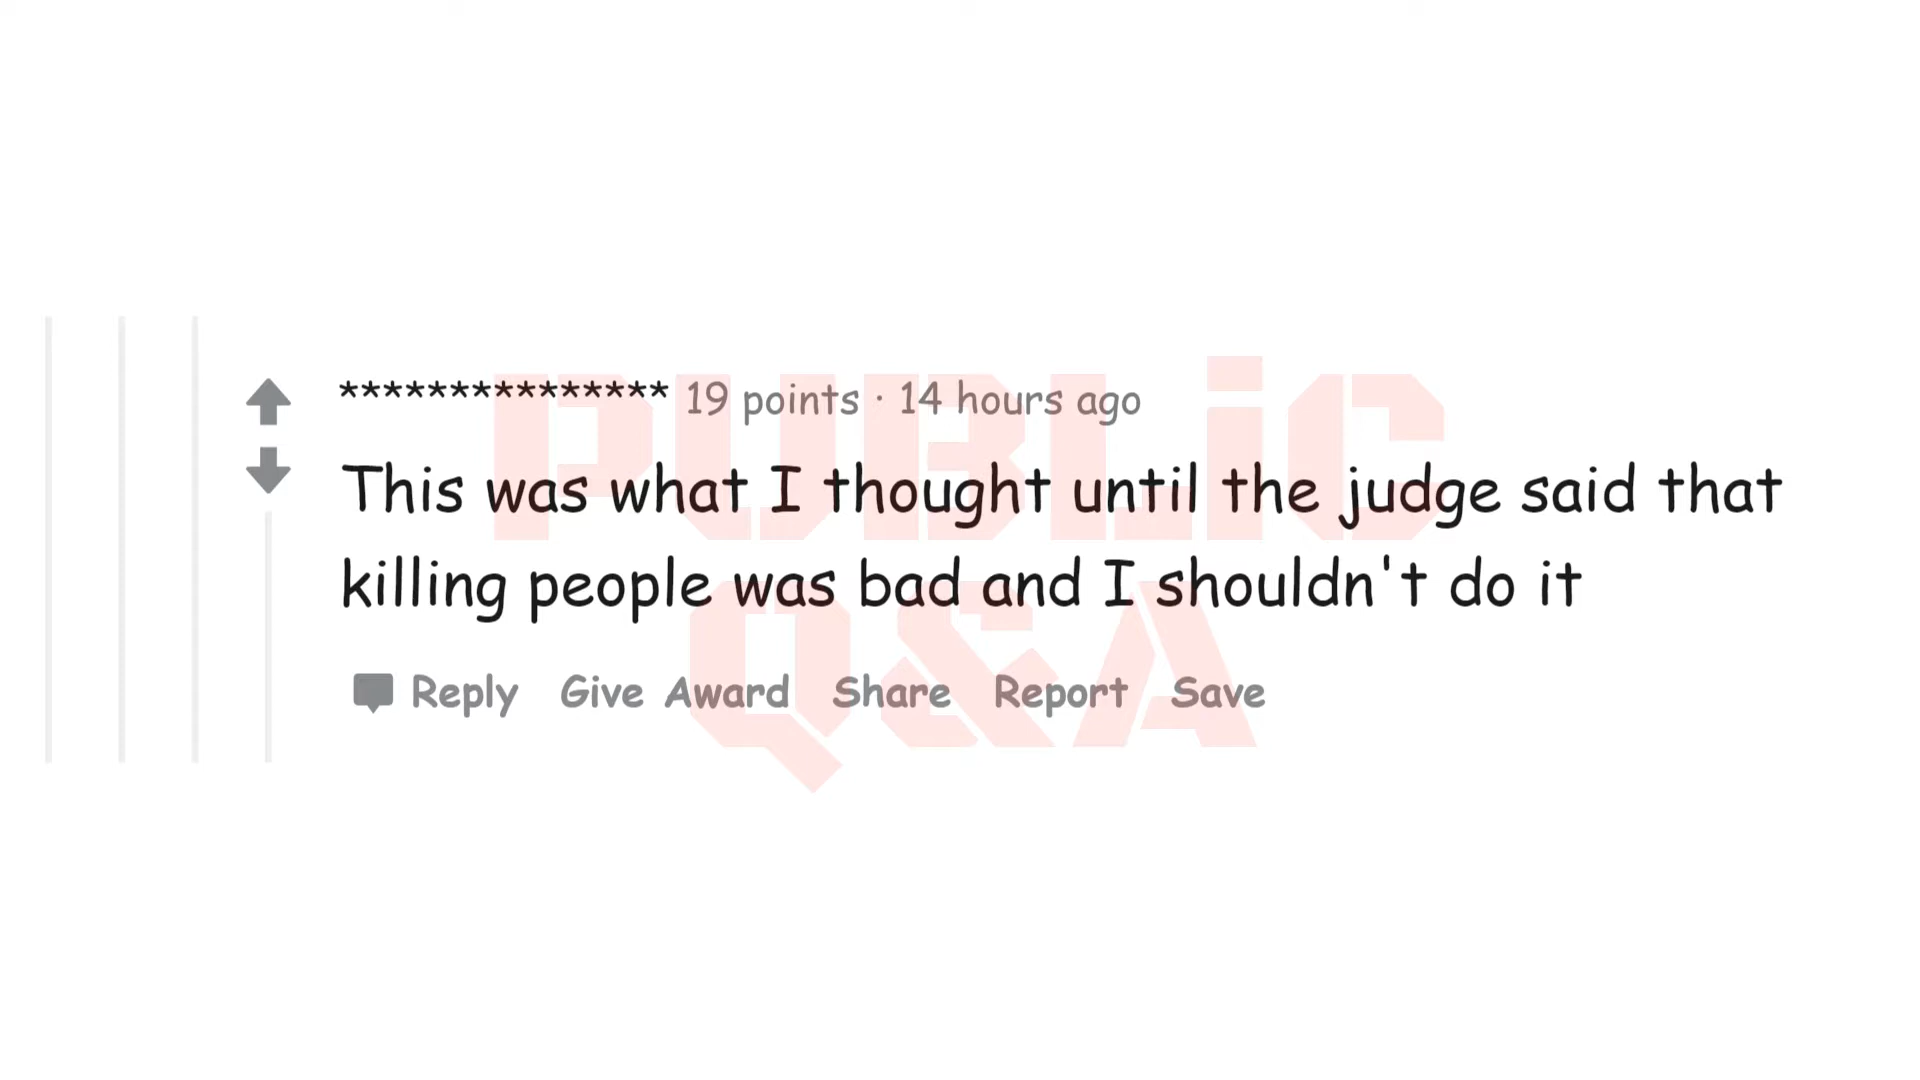 *************** 19 points · 14 hours ago
This was what I thought until the judge said that
killing people was bad and I shouldn't do it
Reply Give Award Share Report Save
PUBLiC
Q&A